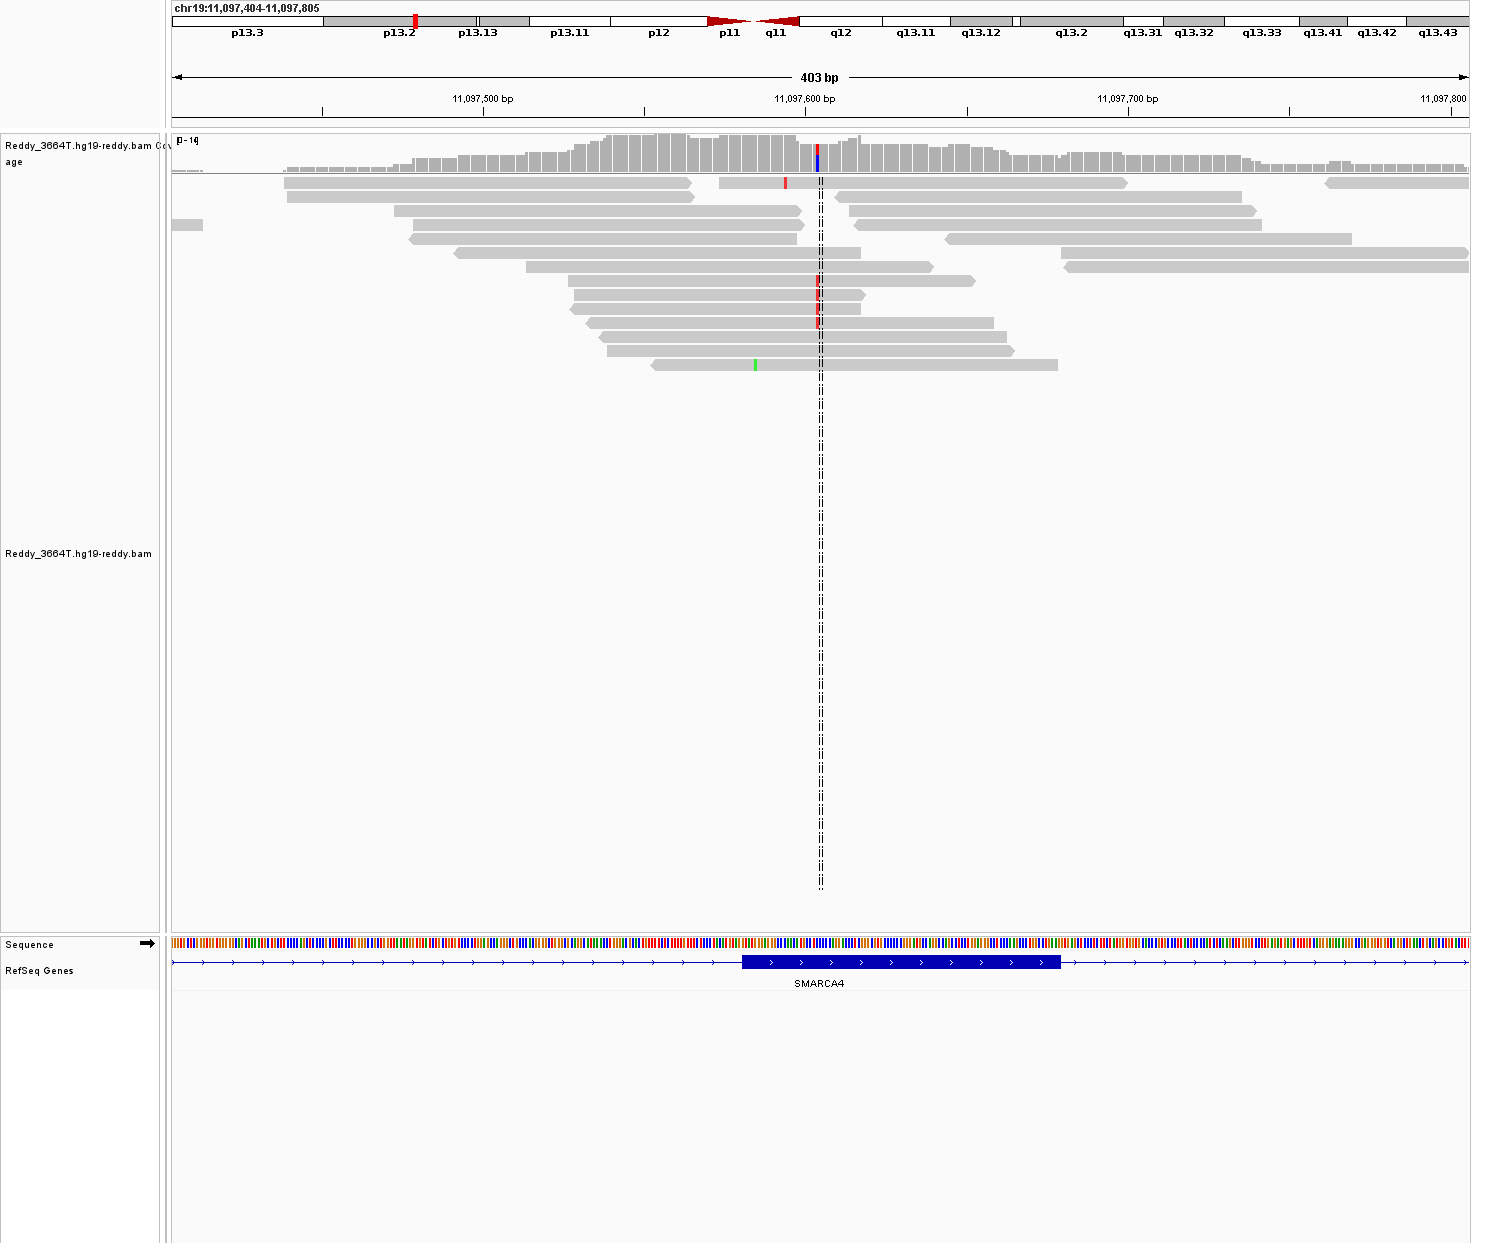 chr19:11,097,404-11,097,805
p13.3 p13.2 p13.13 p13.11 p12 p11 q11 q12 q13.11 q13.12 q13.2 q13.31 q13.32 q13.33 q13.41 q13.42 q13.43
403 bp
11,097,500 bp 11,097,600 bp 11,097,700 bp 11,097,800
Reddy_3664T.hg19-reddy.bam Cov
age
[0 - 14]
Reddy_3664T.hg19-reddy.bam
Sequence
RefSeq Genes
SMARCA4